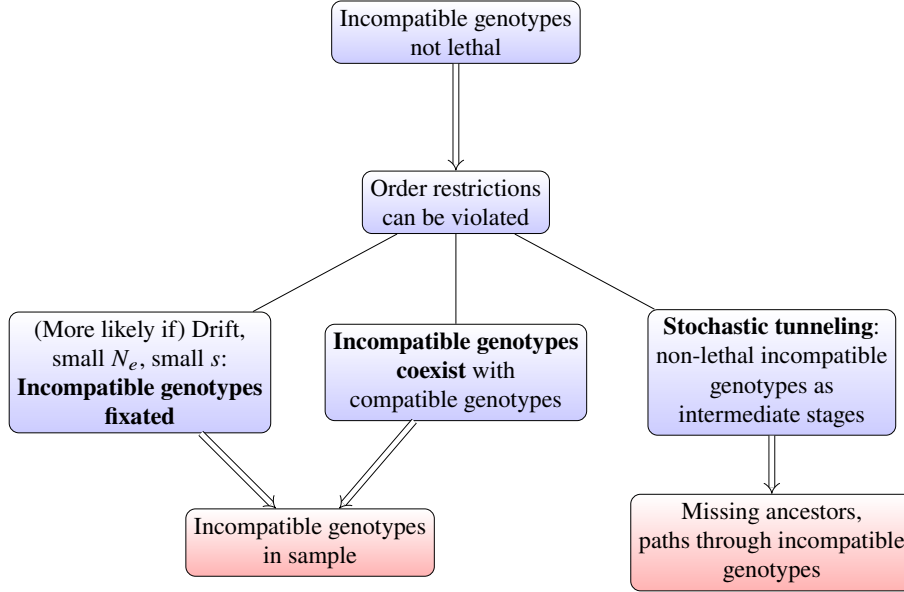 Incompatible genotypes
not lethal
Order restrictions
can be violated
(More likely if) Drift,
small Nₑ, small s:
Incompatible genotypes
fixated
Incompatible genotypes
coexist with
compatible genotypes
Stochastic tunneling:
non-lethal incompatible
genotypes as
intermediate stages
Incompatible genotypes
in sample
Missing ancestors,
paths through incompatible
genotypes